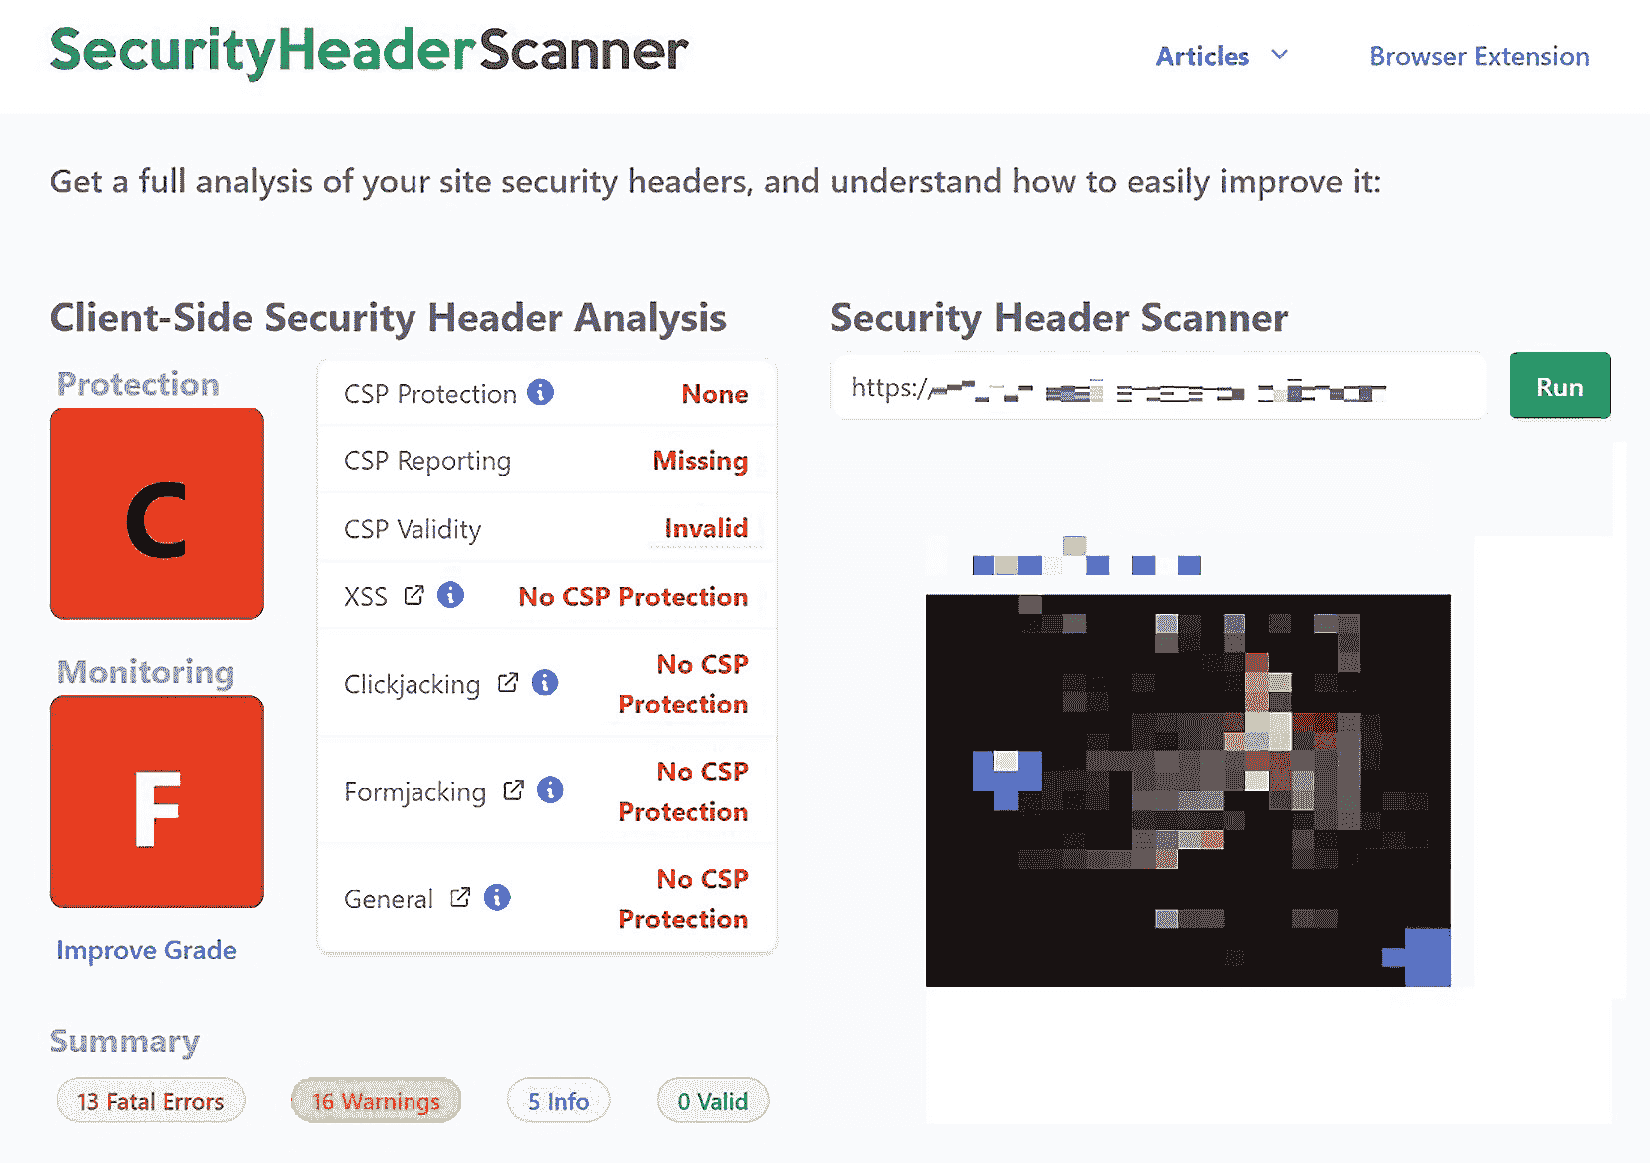 SecurityHeaderScanner
Articles
Browser Extension
Get a full analysis of your site security headers, and understand how to easily improve it:
Client-Side Security Header Analysis
Protection
C
Monitoring
F
Improve Grade
CSP Protection None
CSP Reporting Missing
CSP Validity Invalid
XSS No CSP Protection
Clickjacking No CSP
Protection
Formjacking No CSP
Protection
General No CSP
Protection
Summary
13 Fatal Errors
16 Warnings
5 Info
0 Valid
Security Header Scanner
https://
Run